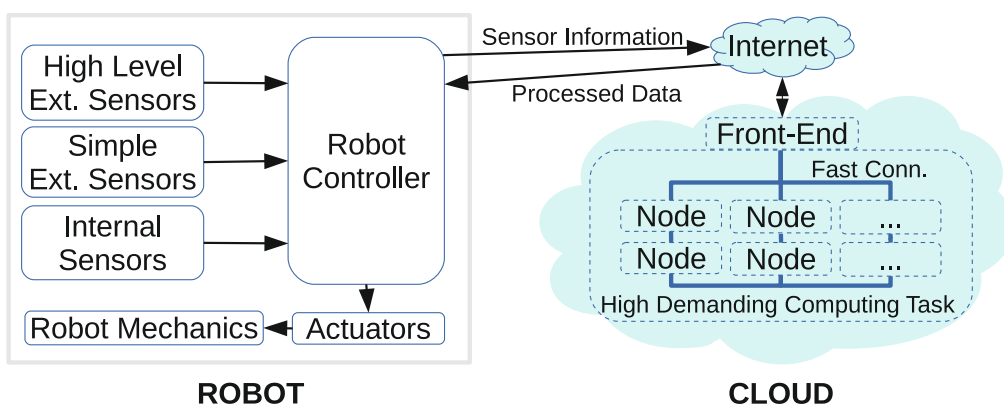 High Level
Ext. Sensors
Simple
Ext. Sensors
Internal
Sensors
Robot
Controller
Robot Mechanics
Actuators
ROBOT
Sensor Information
Processed Data
Internet
Front-End
Fast Conn.
Node Node ...
Node Node ...
High Demanding Computing Task
CLOUD